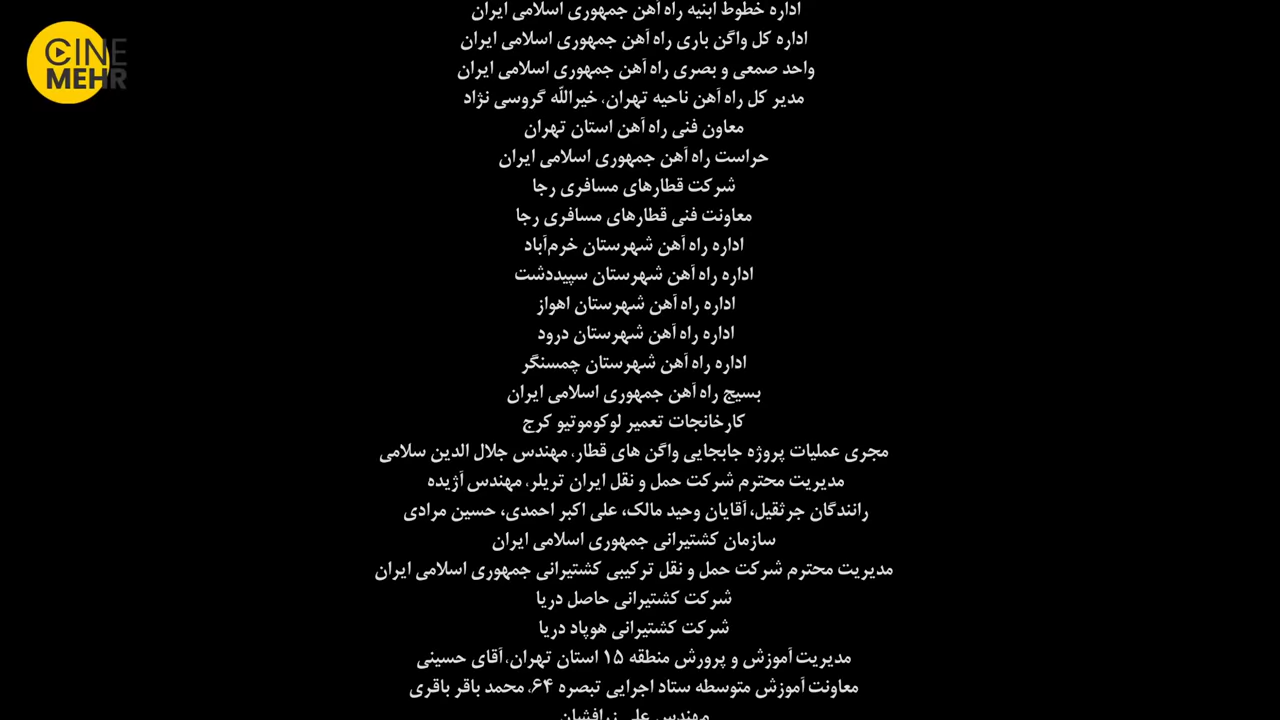 CINE
MEHR
اداره خطوط ابنیه راه آهن جمهوری اسلامی ایران
اداره کل واگن باری راه آهن جمهوری اسلامی ایران
واحد صمعی و بصری راه آهن جمهوری اسلامی ایران
مدیر کل راه آهن ناحیه تهران، خیراللّه گروسی نژاد
معاون فنی راه آهن استان تهران
حراست راه آهن جمهوری اسلامی ایران
شرکت قطارهای مسافری رجا
معاونت فنی قطارهای مسافری رجا
اداره راه آهن شهرستان خرم‌آباد
اداره راه آهن شهرستان سپیددشت
اداره راه آهن شهرستان اهواز
اداره راه آهن شهرستان درود
اداره راه آهن شهرستان چمسنگر
بسیج راه آهن جمهوری اسلامی ایران
کارخانجات تعمیر لوکوموتیو کرج
مجری عملیات پروژه جابجایی واگن های قطار، مهندس جلال الدین سلامی
مدیریت محترم شرکت حمل و نقل ایران تریلر، مهندس آژیده
رانندگان جرثقیل، آقایان وحید مالک، علی اکبر احمدی، حسین مرادی
سازمان کشتیرانی جمهوری اسلامی ایران
مدیریت محترم شرکت حمل و نقل ترکیبی کشتیرانی جمهوری اسلامی ایران
شرکت کشتیرانی حاصل دریا
شرکت کشتیرانی هوپاد دریا
مدیریت آموزش و پرورش منطقه ۱۵ استان تهران، آقای حسینی
معاونت آموزش متوسطه ستاد اجرایی تبصره ۶۴، محمد باقر باقری
مهندس علی زرافشان